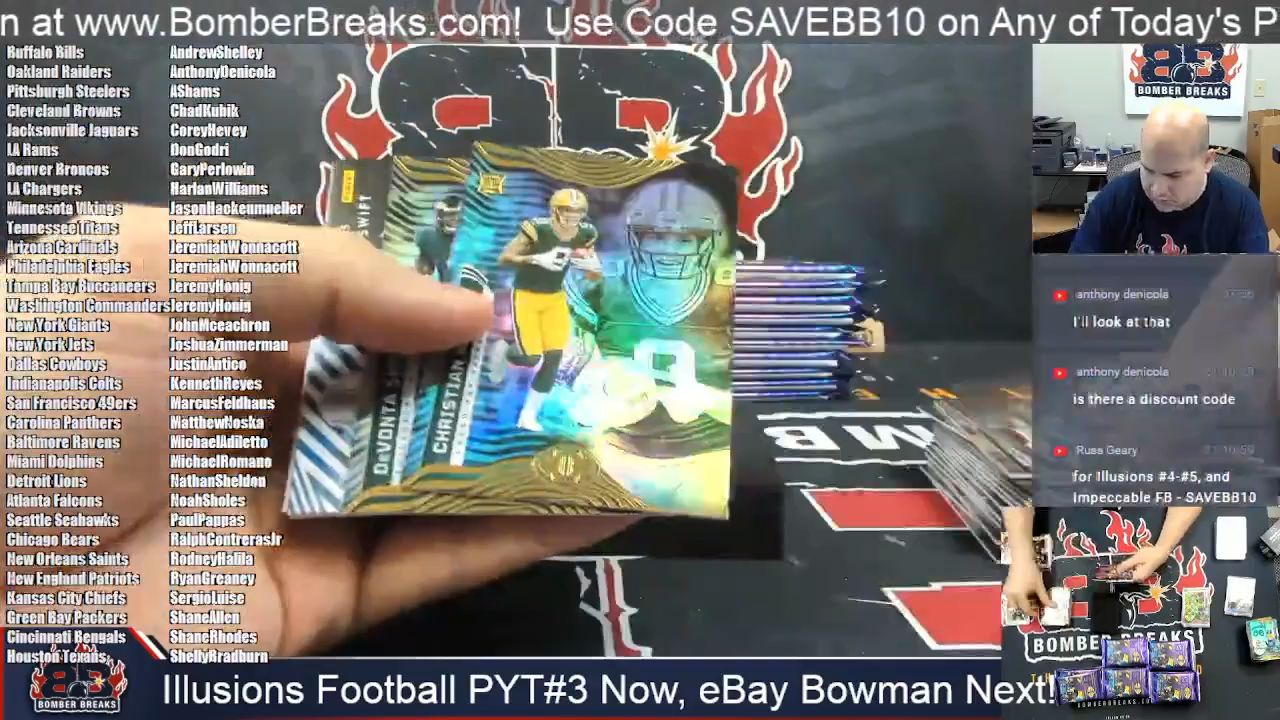 n at www.BomberBreaks.com! Use Code SAVEBB10 on Any of Today's P
Buffalo Bills AndrewShelley
Oakland Raiders AnthonyDenicola
Pittsburgh Steelers AShams
Cleveland Browns ChadKubik
Jacksonville Jaguars CoreyHevey
LA Rams DonGodri
Denver Broncos GaryPerlowin
LA Chargers HarlanWilliams
Minnesota Vikings JasonHackenmueller
Tennessee Titans JeffLarsen
Arizona Cardinals JeremiahWonnacott
Philadelphia Eagles JeremiahWonnacott
Tampa Bay Buccaneers JeremyHonig
Washington Commanders JeremyHonig
New York Giants JohnMceachron
New York Jets JoshuaZimmerman
Dallas Cowboys JustinAntico
Indianapolis Colts KennethReyes
San Francisco 49ers MarcusFeldhaus
Carolina Panthers MatthewNoska
Baltimore Ravens MichaelAdiletto
Miami Dolphins MichaelRomano
Detroit Lions NathanSheldon
Atlanta Falcons NoahSholes
Seattle Seahawks PaulPappas
Chicago Bears RalphContrerasJr
New Orleans Saints RodneyHalila
New England Patriots RyanGreaney
Kansas City Chiefs SergioLuise
Green Bay Packers ShaneAllen
Cincinnati Bengals ShaneRhodes
Houston Texans ShellyBradburn
SWIFT
DeVONTA S
CHRISTIAN
9
MB
BOMBER BREAKS
anthony denicola
I'll look at that
anthony denicola
is there a discount code
Russ Geary
for Illusions #4-#5, and
Impeccable FB - SAVEBB10
BOMBER BREAKS
BOMBER BREAKS
Illusions Football PYT#3 Now, eBay Bowman Next!